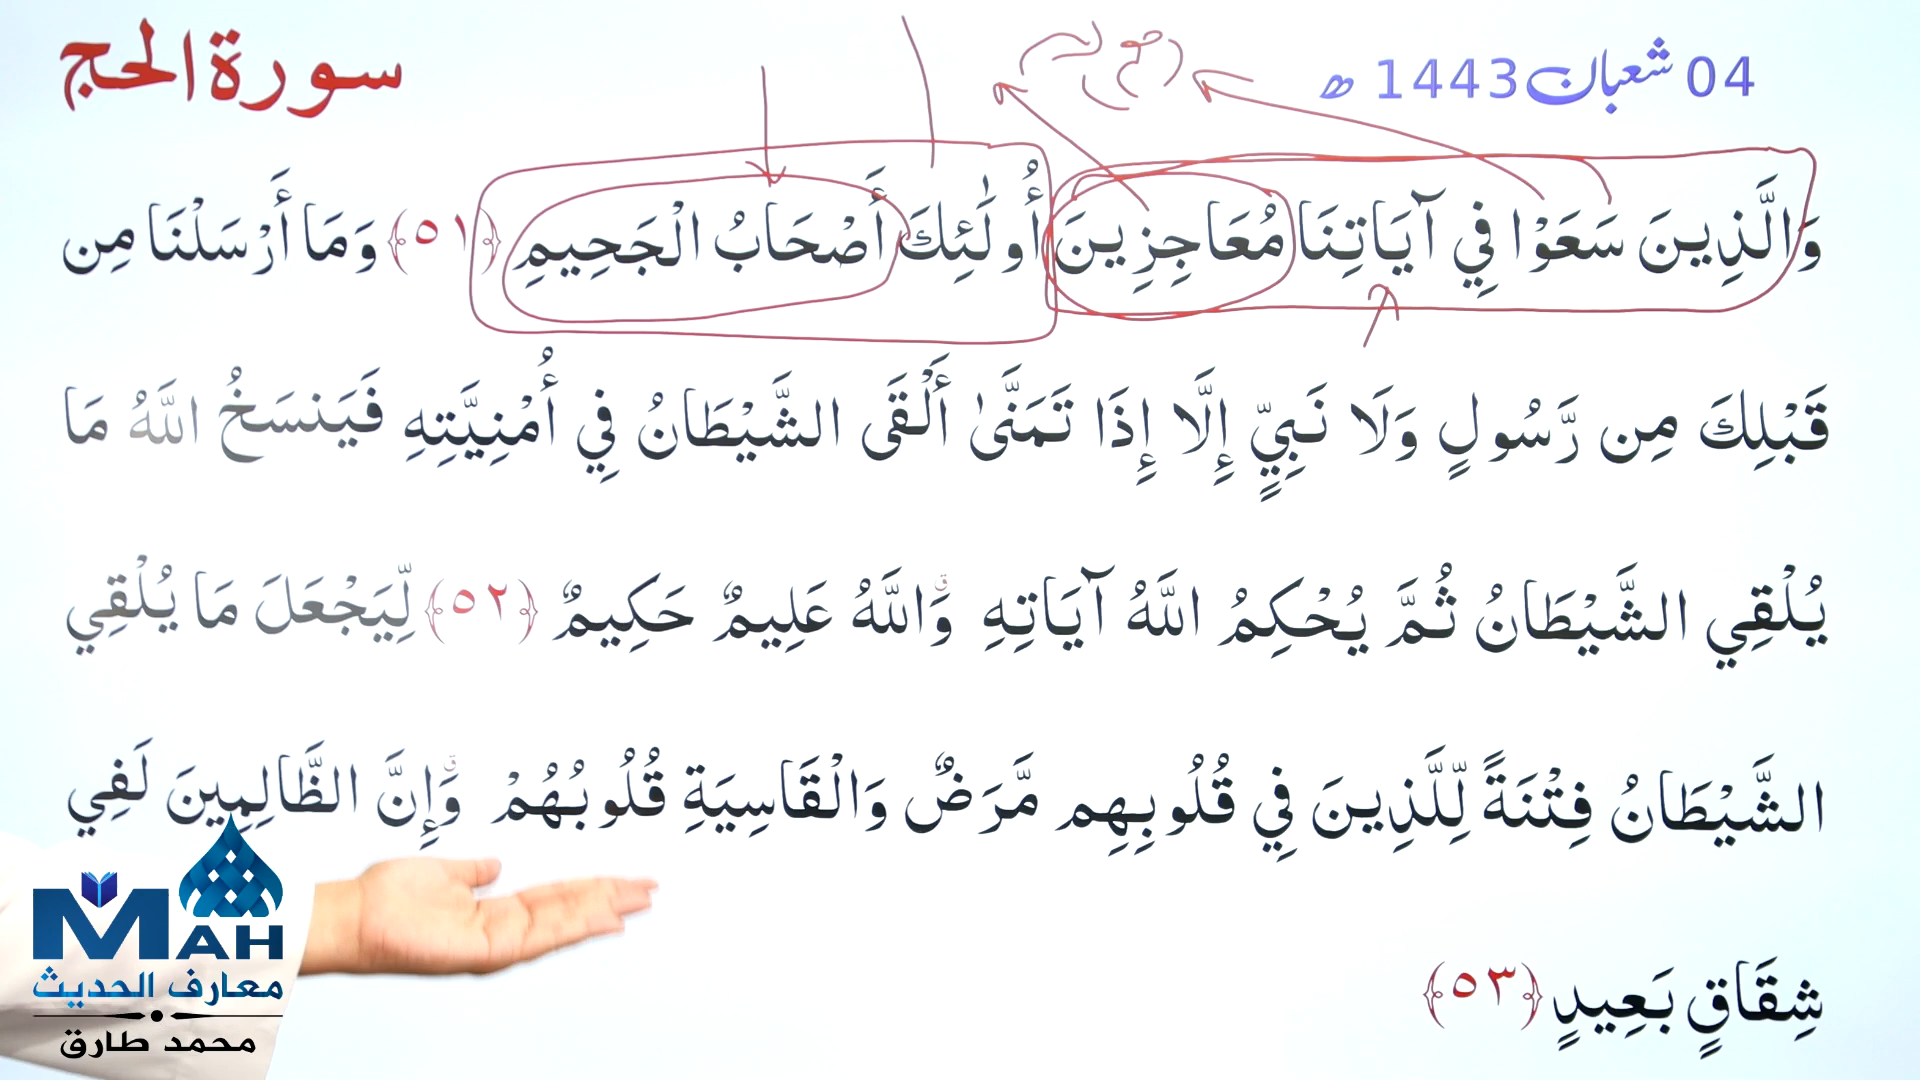 سورة الحج
04 شعبان 1443 ھ
وَالَّذِينَ سَعَوْا فِي آيَاتِنَا مُعَاجِزِينَ أُولَٰئِكَ أَصْحَابُ الْجَحِيمِ ﴿٥١﴾ وَمَا أَرْسَلْنَا مِن
قَبْلِكَ مِن رَّسُولٍ وَلَا نَبِيٍّ إِلَّا إِذَا تَمَنَّىٰ أَلْقَى الشَّيْطَانُ فِي أُمْنِيَّتِهِ فَيَنسَخُ اللَّهُ مَا
يُلْقِي الشَّيْطَانُ ثُمَّ يُحْكِمُ اللَّهُ آيَاتِهِ ۗ وَاللَّهُ عَلِيمٌ حَكِيمٌ ﴿٥٢﴾ لِّيَجْعَلَ مَا يُلْقِي
الشَّيْطَانُ فِتْنَةً لِّلَّذِينَ فِي قُلُوبِهِم مَّرَضٌ وَالْقَاسِيَةِ قُلُوبُهُمْ ۗ وَإِنَّ الظَّالِمِينَ لَفِي
شِقَاقٍ بَعِيدٍ ﴿٥٣﴾
MAH
معارف الحديث
محمد طارق